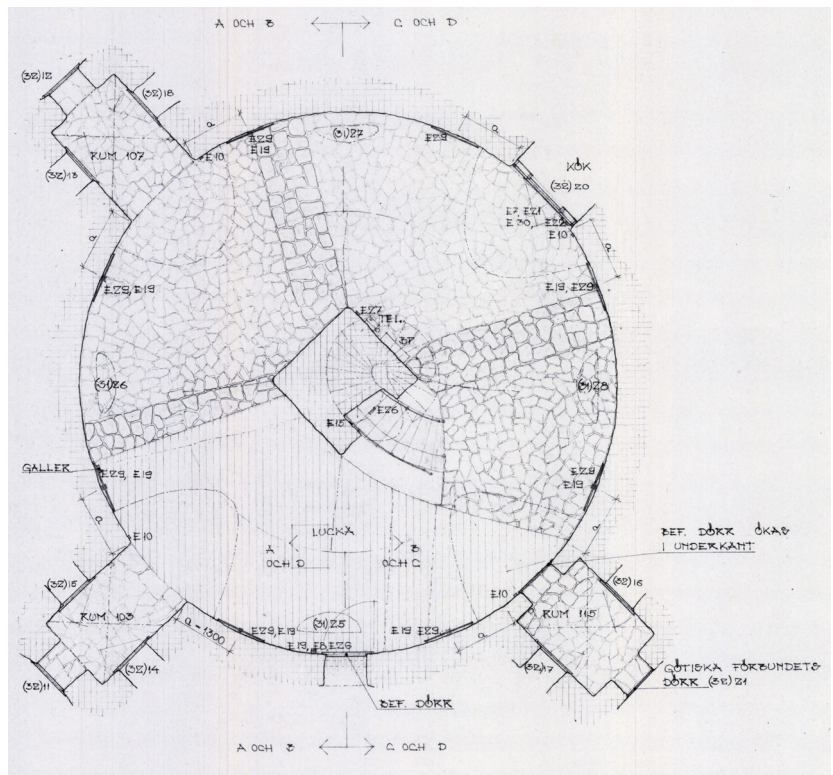 A OCH B
C OCH D
(32)12
(32)18
RUM 107
(32)13
a
E10
E29
E19
(31)27
E29
a
KÖK
(32)20
E7, E21
E30, E22
E10
a
a
E29, E19
E19, E29
E27
TEL.
37
(31)26
(31)28
E26
E15
GALLER
E29, E19
E29
E19
a
E10
LUCKA
A
OCH D
B
OCH C
a
BEF. DÖRR ÖKAS
I UNDERKANT
(32)15
RUM 103
a = 1300
E29, E19
(31)25
E19, E8 E26
E19 E29
a
E10
RUM 115
(32)16
(32)11
(32)14
(32)17
GÖTISKA FÖRBUNDETS
DÖRR (32)21
BEF. DÖRR
A OCH B
C OCH D